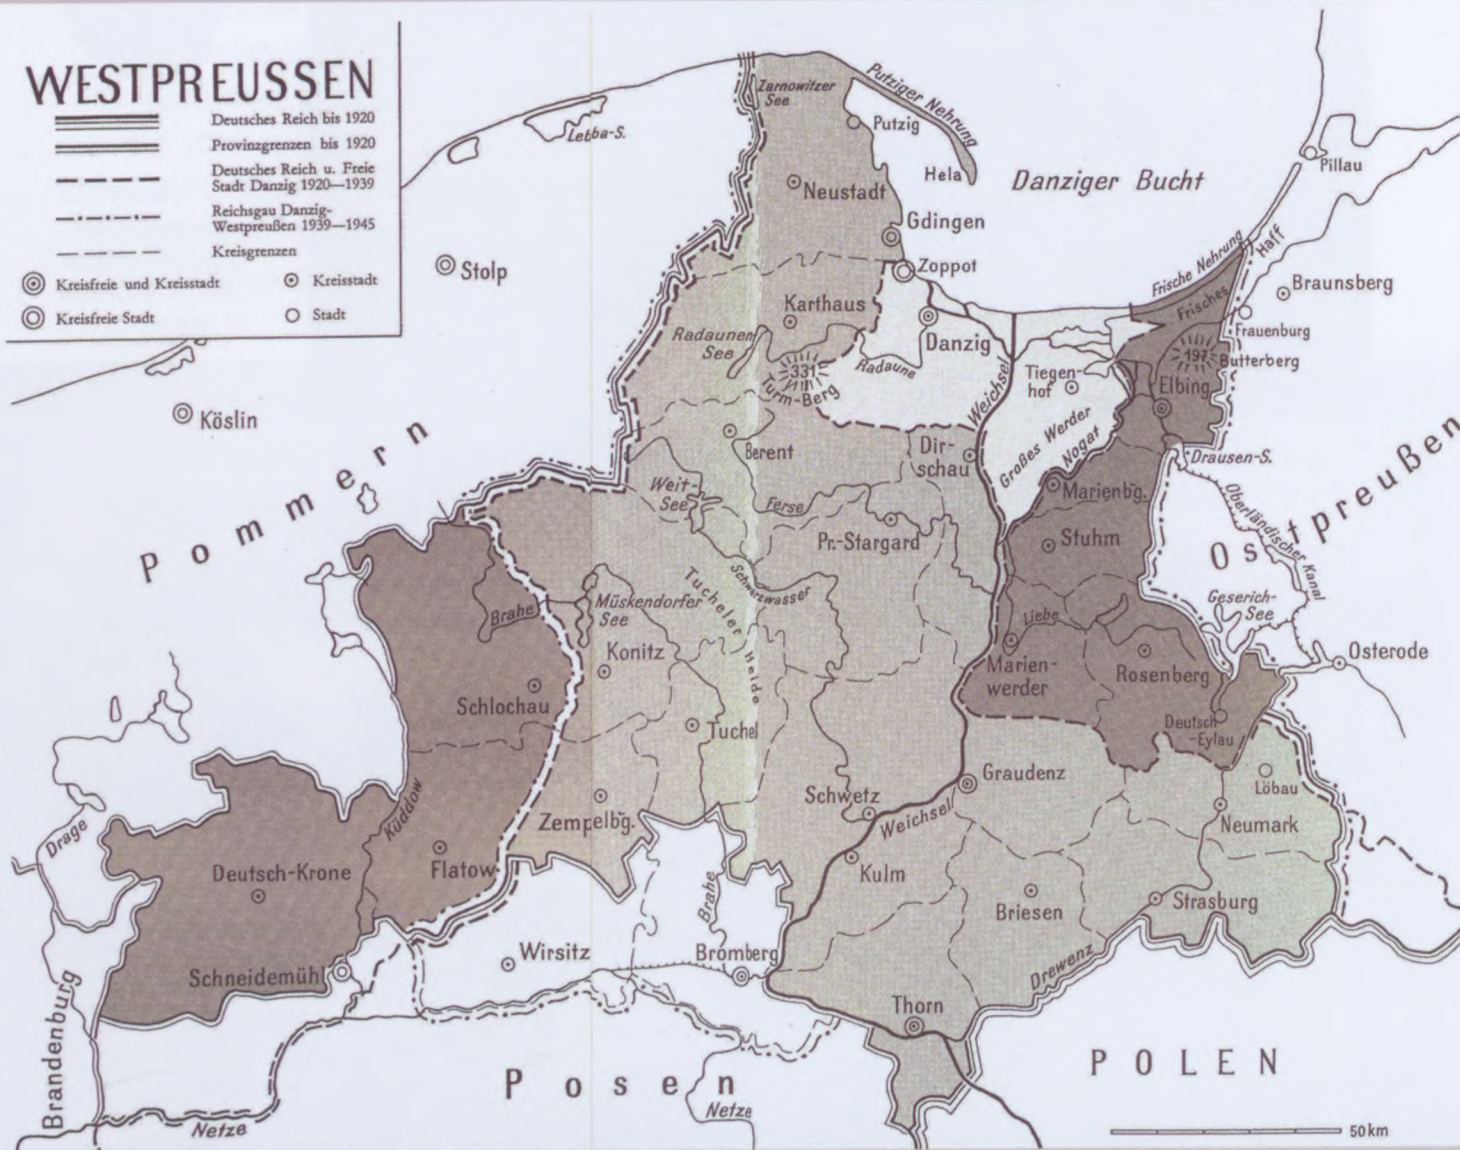 WESTPREUSSEN
Deutsches Reich bis 1920
Provinzgrenzen bis 1920
Deutsches Reich u. Freie
Stadt Danzig 1920—1939
Reichsgau Danzig-
Westpreußen 1939—1945
Kreisgrenzen
Kreisfreie und Kreisstadt
Kreisstadt
Kreisfreie Stadt
Stadt
Zarnowitzer
See
Putziger Nehrung
Putzig
Leba-S.
Hela
Danziger Bucht
Pillau
Neustadt
Gdingen
Stolp
Zoppot
Frische Nehrung
Haff
Frisches
Braunsberg
Karthaus
Frauenburg
Radaunen
See
Danzig
Radaune
331
Turm-Berg
197
Butterberg
Tiegen-
hof
Elbing
Weichsel
Köslin
Großes Werder
Nogat
Berent
Dir-
schau
Drausen-S.
Pommern
Weit-
See
Ferse
Marienbg.
Oberländischer Kanal
Ostpreußen
Pr.-Stargard
Stuhm
Schwarzwasser
Tucheler Heide
Müskendorfer
See
Brahe
Liebe
Geserich-
See
Konitz
Osterode
Marien-
werder
Rosenberg
Schlochau
Tuchel
Deutsch
-Eylau
Graudenz
Löbau
Schwetz
Weichsel
Zempelbg.
Neumark
Küddow
Drage
Deutsch-Krone
Flatow
Kulm
Brahe
Briesen
Strasburg
Wirsitz
Bromberg
Schneidemühl
Drewenz
Thorn
Brandenburg
POLEN
Posen
Netze
Netze
50 km